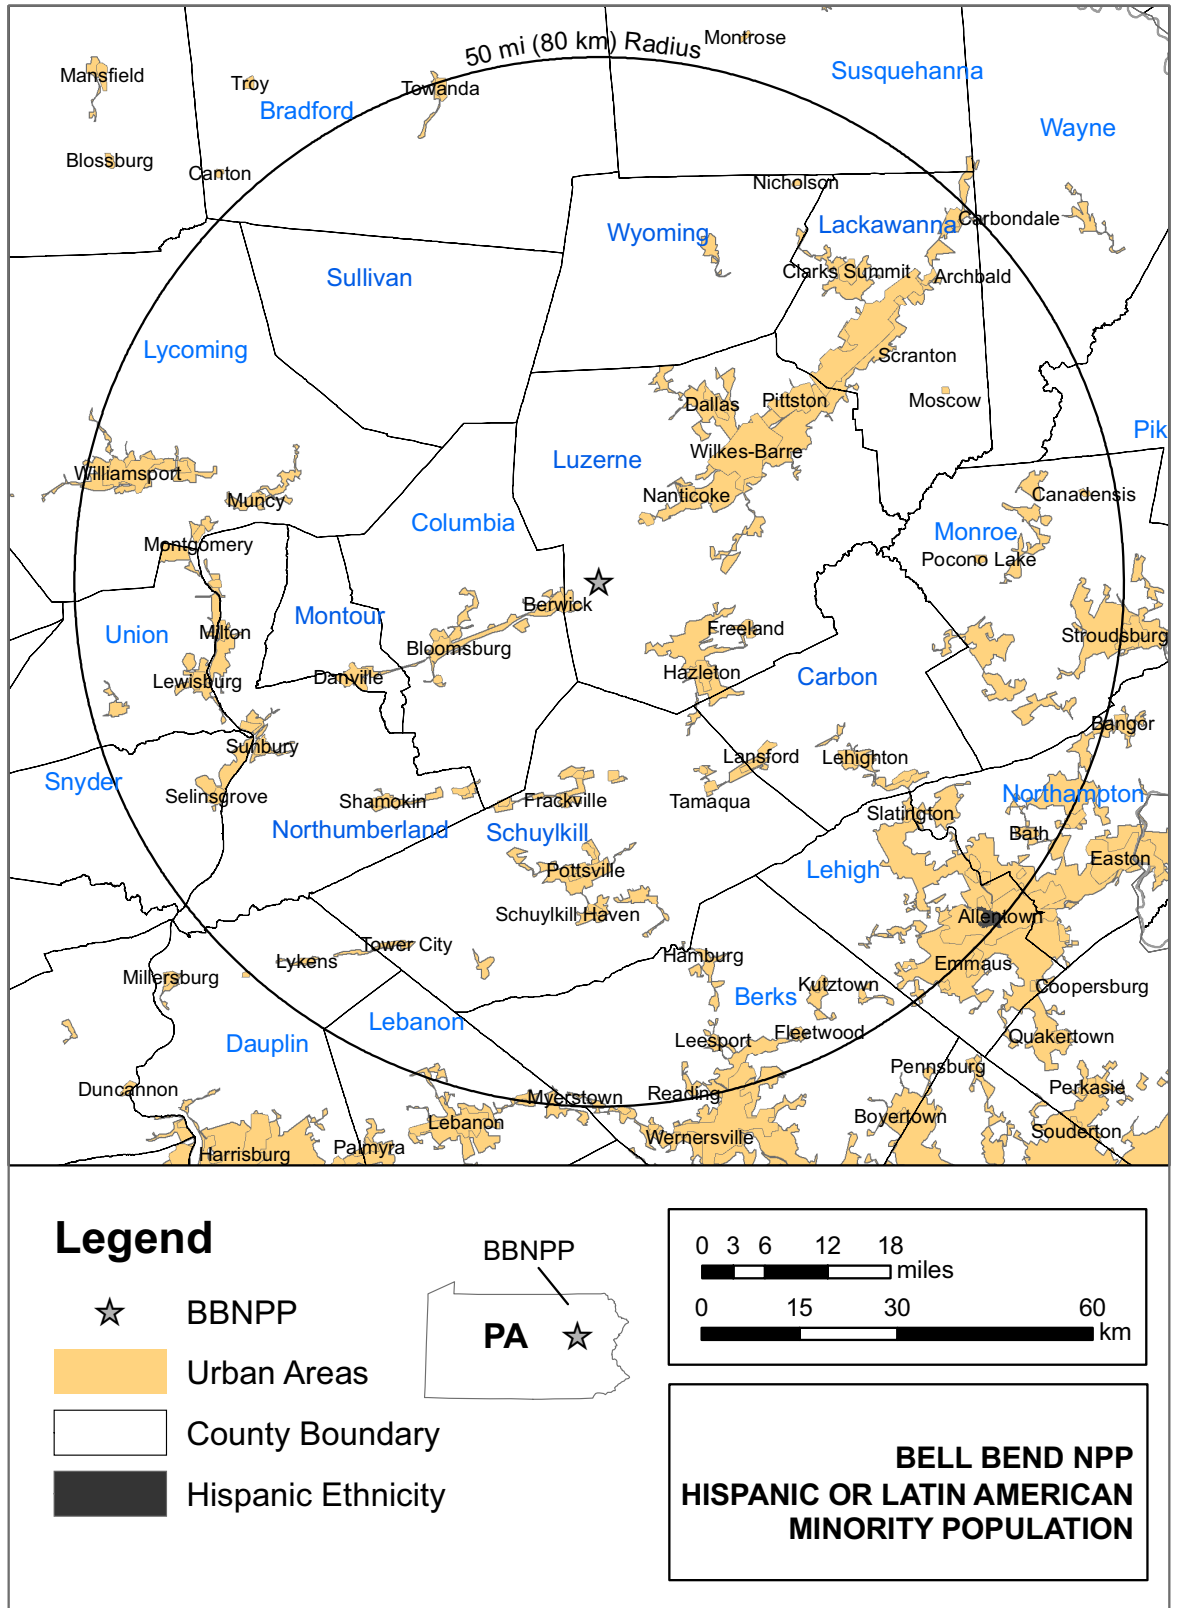 50 mi (80 km) Radius
Montrose
Susquehanna
Mansfield
Troy
Towanda
Bradford
Wayne
Blossburg
Canton
Nicholson
Carbondale
Lackawanna
Wyoming
Clarks Summit
Archbald
Sullivan
Lycoming
Scranton
Dallas
Pittston
Moscow
Pik
Wilkes-Barre
Luzerne
Williamsport
Nanticoke
Canadensis
Muncy
Columbia
Monroe
Montgomery
Pocono Lake
Berwick
Montour
Freeland
Union
Milton
Stroudsburg
Bloomsburg
Hazleton
Carbon
Danville
Lewisburg
Bangor
Sunbury
Lansford
Lehighton
Snyder
Selinsgrove
Shamokin
Frackville
Tamaqua
Northampton
Slatington
Northumberland
Schuylkill
Bath
Easton
Lehigh
Pottsville
Schuylkill Haven
Allentown
Tower City
Lykens
Hamburg
Emmaus
Millersburg
Kutztown
Coopersburg
Berks
Lebanon
Fleetwood
Quakertown
Dauplin
Leesport
Pennsburg
Duncannon
Myerstown
Reading
Perkasie
Boyertown
Lebanon
Souderton
Wernersville
Palmyra
Harrisburg
Legend
BBNPP
Urban Areas
County Boundary
Hispanic Ethnicity
BBNPP
PA
0 3 6 12 18
miles
0 15 30 60
km
BELL BEND NPP
HISPANIC OR LATIN AMERICAN
MINORITY POPULATION